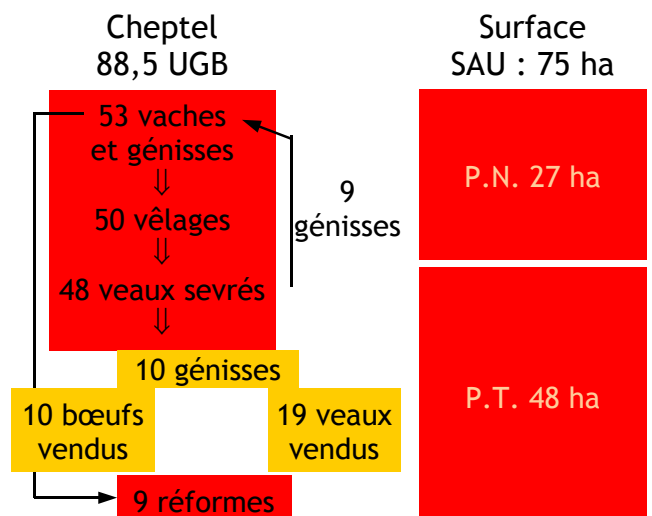 Cheptel
88,5 UGB
53 vaches
et génisses
⇓
50 vêlages
⇓
48 veaux sevrés
⇓
9
génisses
10 génisses
10 bœufs
vendus
19 veaux
vendus
9 réformes
Surface
SAU : 75 ha
P.N. 27 ha
P.T. 48 ha